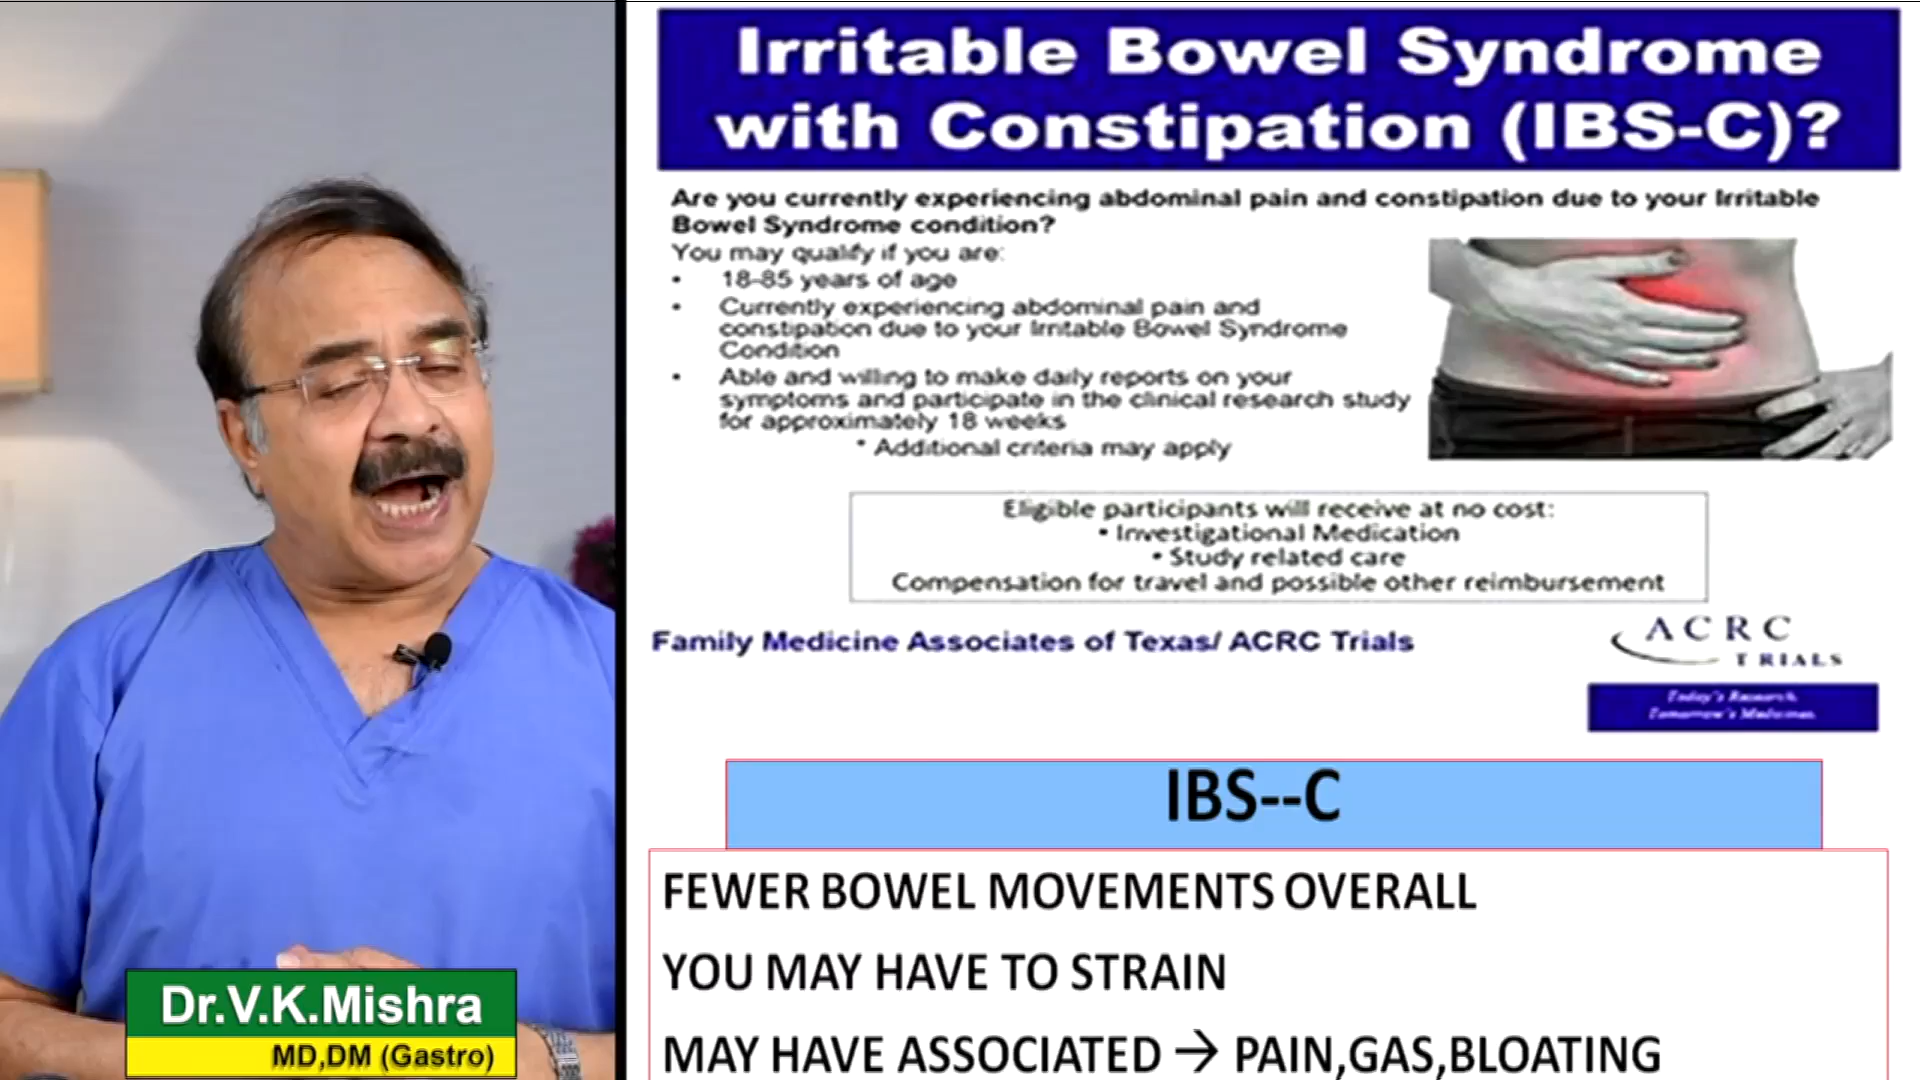 Irritable Bowel Syndrome
with Constipation (IBS-C)?
Are you currently experiencing abdominal pain and constipation due to your Irritable
Bowel Syndrome condition?
You may qualify if you are:
• 18-85 years of age
• Currently experiencing abdominal pain and
constipation due to your Irritable Bowel Syndrome
Condition
• Able and willing to make daily reports on your
symptoms and participate in the clinical research study
for approximately 18 weeks
* Additional criteria may apply
Eligible participants will receive at no cost:
• Investigational Medication
• Study related care
Compensation for travel and possible other reimbursement
Family Medicine Associates of Texas/ ACRC Trials
ACRC
TRIALS
Today's Research.
Tomorrow's Medicines.
IBS--C
FEWER BOWEL MOVEMENTS OVERALL
YOU MAY HAVE TO STRAIN
MAY HAVE ASSOCIATED → PAIN,GAS,BLOATING
Dr.V.K.Mishra
MD,DM (Gastro)